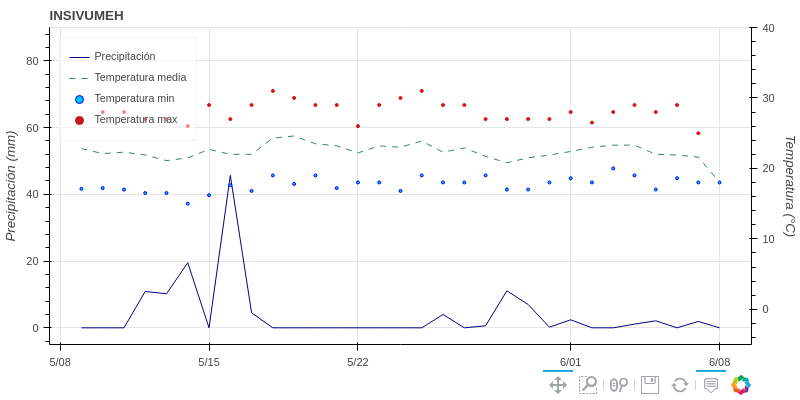 INSIVUMEH
Precipitación
Temperatura media
Temperatura min
Temperatura max
Precipitación (mm)
80
60
40
20
0
Temperatura (°C)
40
30
20
10
0
5/08 5/15 5/22 6/01 6/08